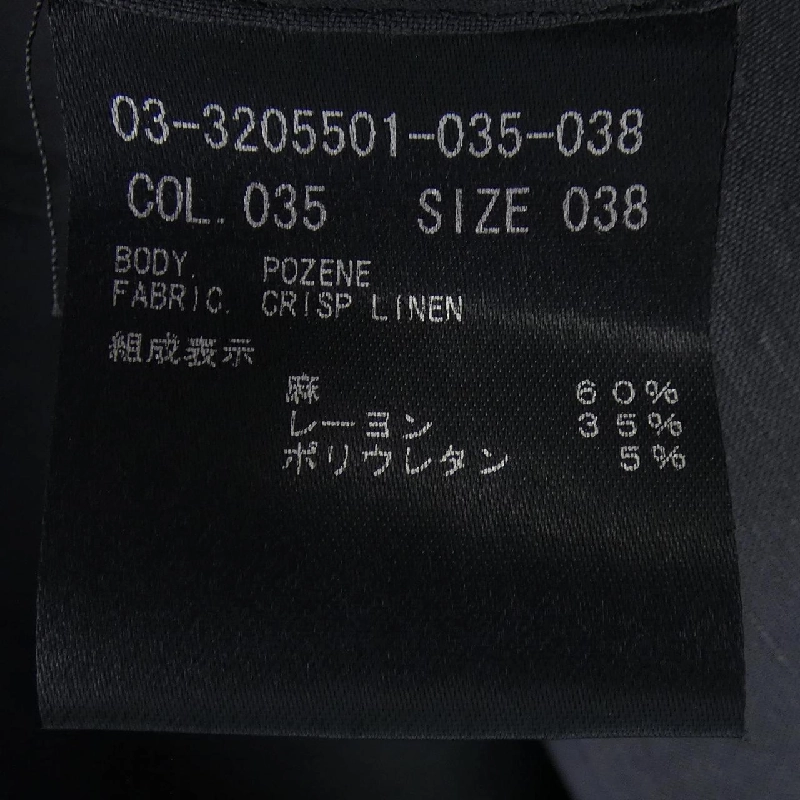 03-3205501-035-038
COL. 035 SIZE 038
BODY. POZENE
FABRIC. CRISP LINEN
組成表示
麻 60%
レーヨン 35%
ポリウレタン 5%